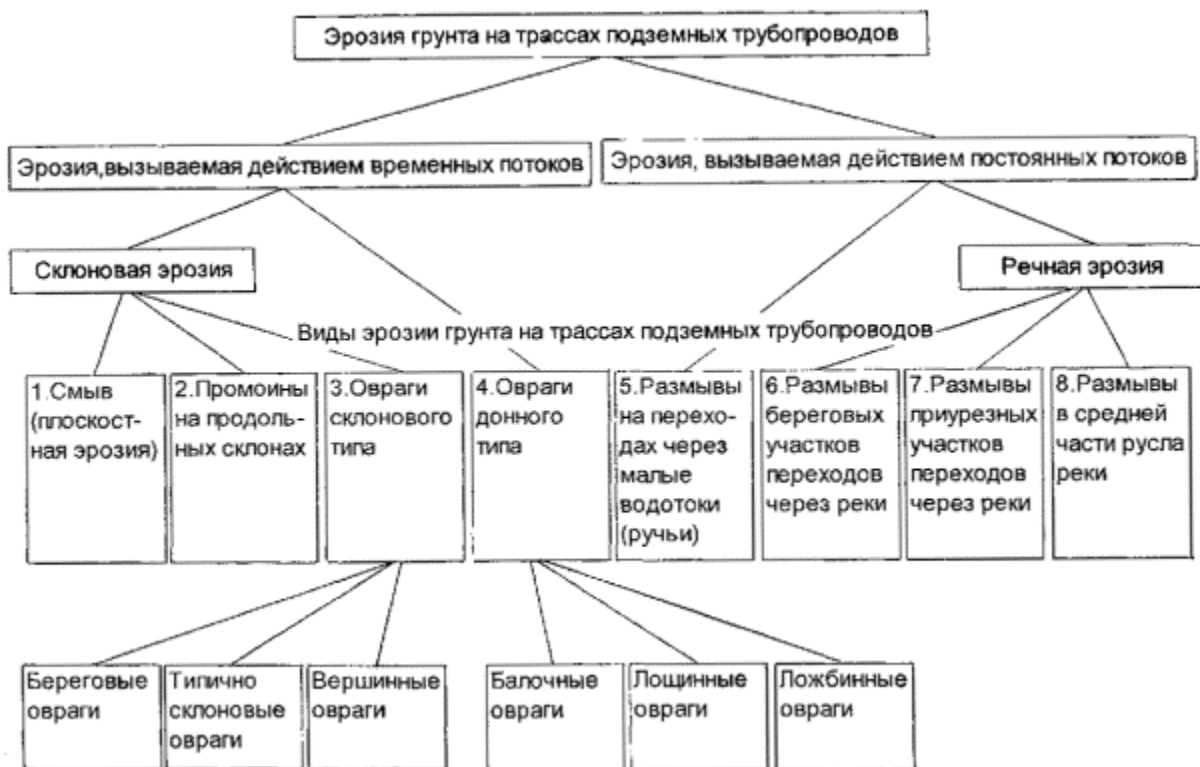 Эрозия грунта на трассах подземных трубопроводов
Эрозия,вызываемая действием временных потоков
Эрозия, вызываемая действием постоянных потоков
Склоновая эрозия
Речная эрозия
Виды эрозии грунта на трассах подземных трубопроводов
1.Смыв
(плоскост-
ная эрозия)
2.Промоины
на продоль-
ных склонах
3.Овраги
склонового
типа
4.Овраги
донного
типа
5.Размывы
на перехо-
дах через
малые
водотоки
(ручьи)
6.Размывы
береговых
участков
переходов
через реки
7.Размывы
приурезных
участков
переходов
через реки
8.Размывы
в средней
части русла
реки
Береговые
овраги
Типично
склоновые
овраги
Вершинные
овраги
Балочные
овраги
Лощинные
овраги
Ложбинные
овраги